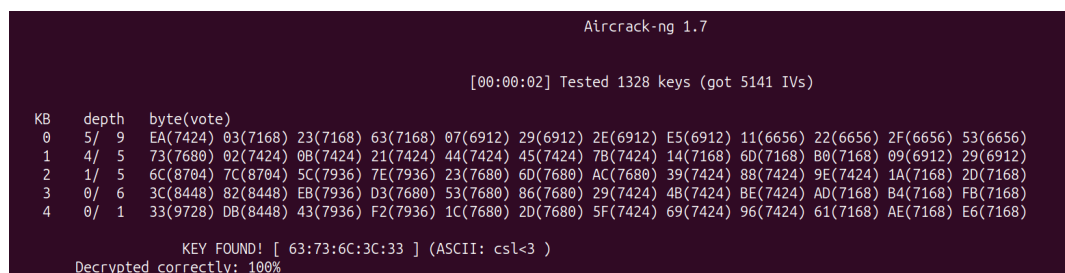 Aircrack-ng 1.7
[00:00:02] Tested 1328 keys (got 5141 IVs)
KB depth byte(vote)
0 5/ 9 EA(7424) 03(7168) 23(7168) 63(7168) 07(6912) 29(6912) 2E(6912) E5(6912) 11(6656) 22(6656) 2F(6656) 53(6656)
1 4/ 5 73(7680) 02(7424) 0B(7424) 21(7424) 44(7424) 45(7424) 7B(7424) 14(7168) 6D(7168) B0(7168) 09(6912) 29(6912)
2 1/ 5 6C(8704) 7C(8704) 5C(7936) 7E(7936) 23(7680) 6D(7680) AC(7680) 39(7424) 88(7424) 9E(7424) 1A(7168) 2D(7168)
3 0/ 6 3C(8448) 82(8448) EB(7936) D3(7680) 53(7680) 86(7680) 29(7424) 4B(7424) BE(7424) AD(7168) B4(7168) FB(7168)
4 0/ 1 33(9728) DB(8448) 43(7936) F2(7936) 1C(7680) 2D(7680) 5F(7424) 69(7424) 96(7424) 61(7168) AE(7168) E6(7168)
KEY FOUND! [ 63:73:6C:3C:33 ] (ASCII: csl<3 )
Decrypted correctly: 100%